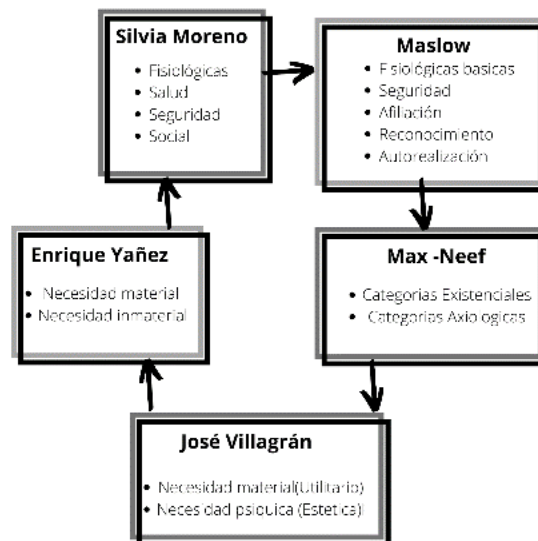 Silvia Moreno
• Fisiológicas
• Salud
• Seguridad
• Social
Maslow
• Fisiológicas basicas
• Seguridad
• Afiliación
• Reconocimiento
• Autorealización
Enrique Yañez
• Necesidad material
• Necesidad inmaterial
Max -Neef
• Categorias Existenciales
• Categorias Axiologicas
José Villagrán
• Necesidad material(Utilitario)
• Necesidad psiquica (Estetica)